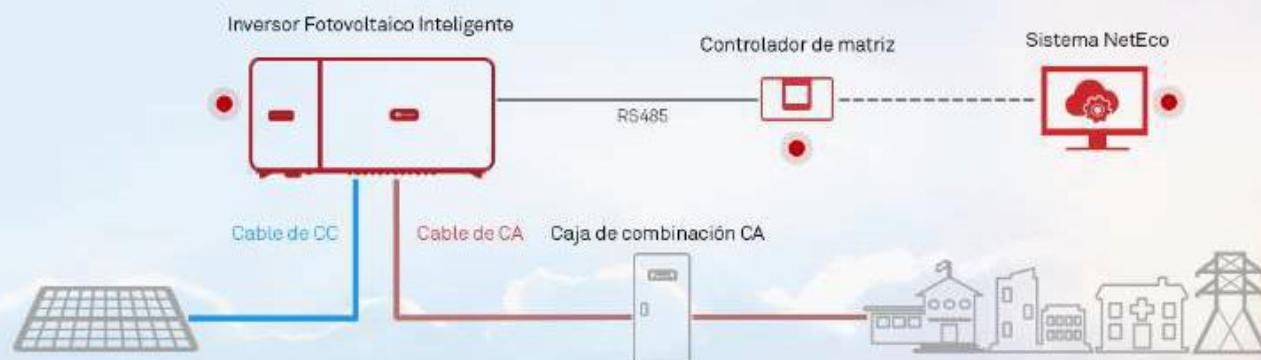 Inversor Fotovoltaico Inteligente
Controlador de matriz
Sistema NetEco
RS485
Cable de CC
Cable de CA
Caja de combinación CA